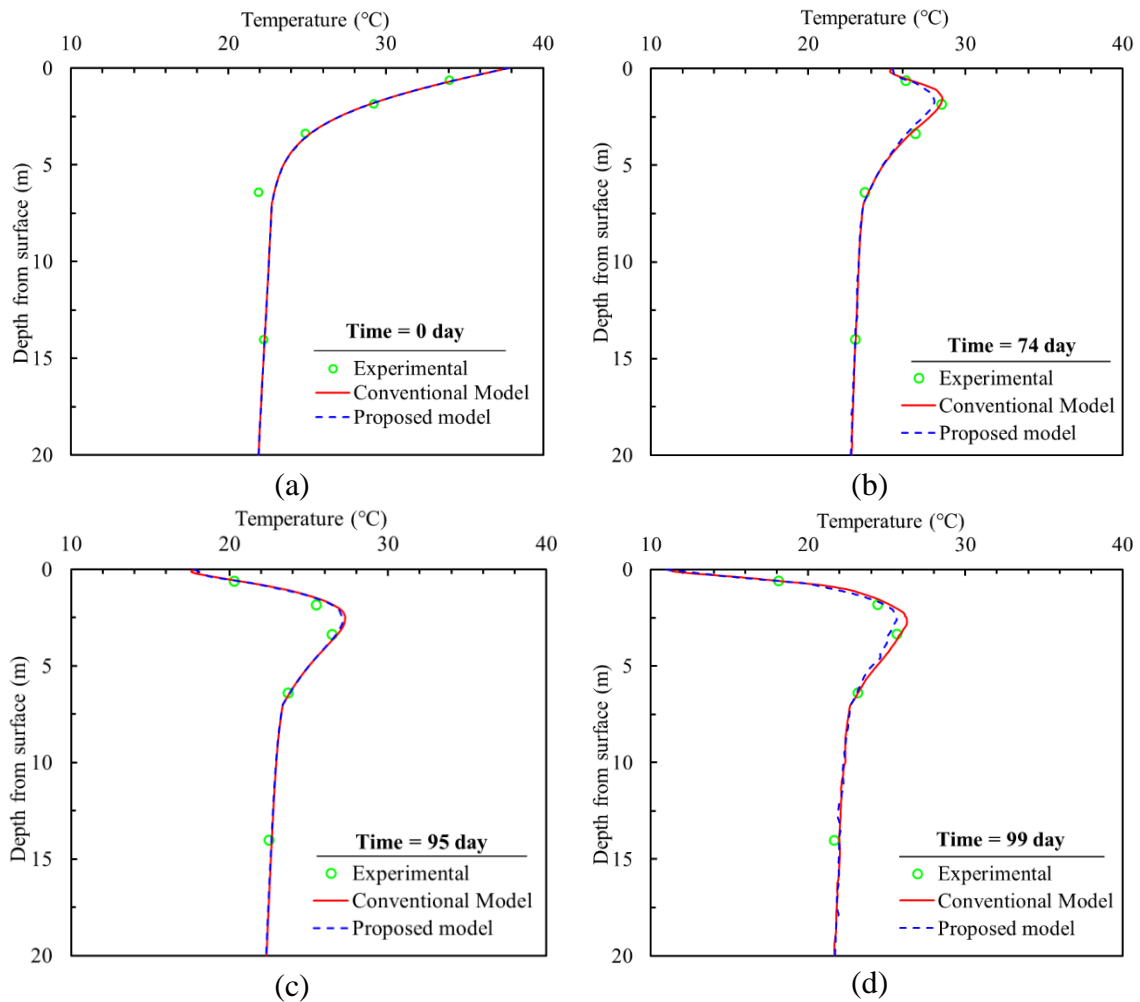 Temperature (°C)
10 20 30 40
0
5
10
15
20
Depth from surface (m)
Time = 0 day
Experimental
Conventional Model
Proposed model
(a)
Temperature (°C)
10 22 29 40
0
5
10
15
20
Depth from surface (m)
Time = 74 day
Experimental
Conventional Model
Proposed model
(b)
Temperature (°C)
10 20 30 40
0
5
10
15
20
Depth from surface (m)
Time = 95 day
Experimental
Conventional Model
Proposed model
(c)
Temperature (°C)
10 20 30 40
0
5
10
15
20
Depth from surface (m)
Time = 99 day
Experimental
Conventional Model
Proposed model
(d)